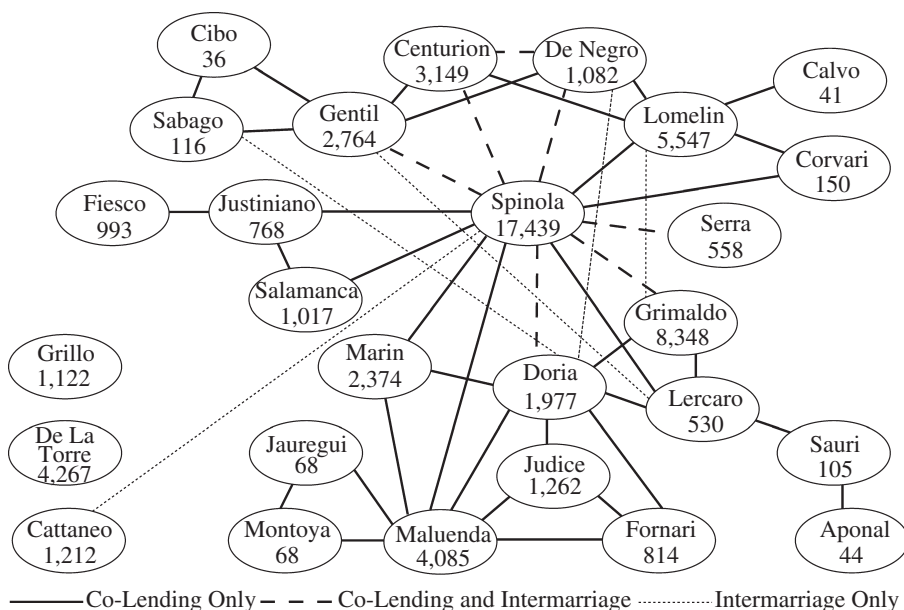 Cibo
36
Centurion
3,149
De Negro
1,082
Calvo
41
Sabago
116
Gentil
2,764
Lomelin
5,547
Corvari
150
Fiesco
993
Justiniano
768
Spinola
17,439
Serra
558
Salamanca
1,017
Grimaldo
8,348
Grillo
1,122
Marin
2,374
Doria
1,977
Lercaro
530
De La
Torre
4,267
Jauregui
68
Judice
1,262
Sauri
105
Cattaneo
1,212
Montoya
68
Maluenda
4,085
Fornari
814
Aponal
44
Co-Lending Only
Co-Lending and Intermarriage
Intermarriage Only